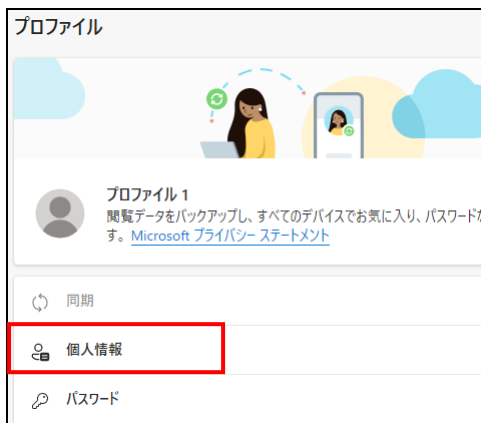 プロファイル
プロファイル 1
閲覧データをバックアップし、すべてのデバイスでお気に入り、パスワード
す。Microsoft プライバシー ステートメント
同期
個人情報
パスワード